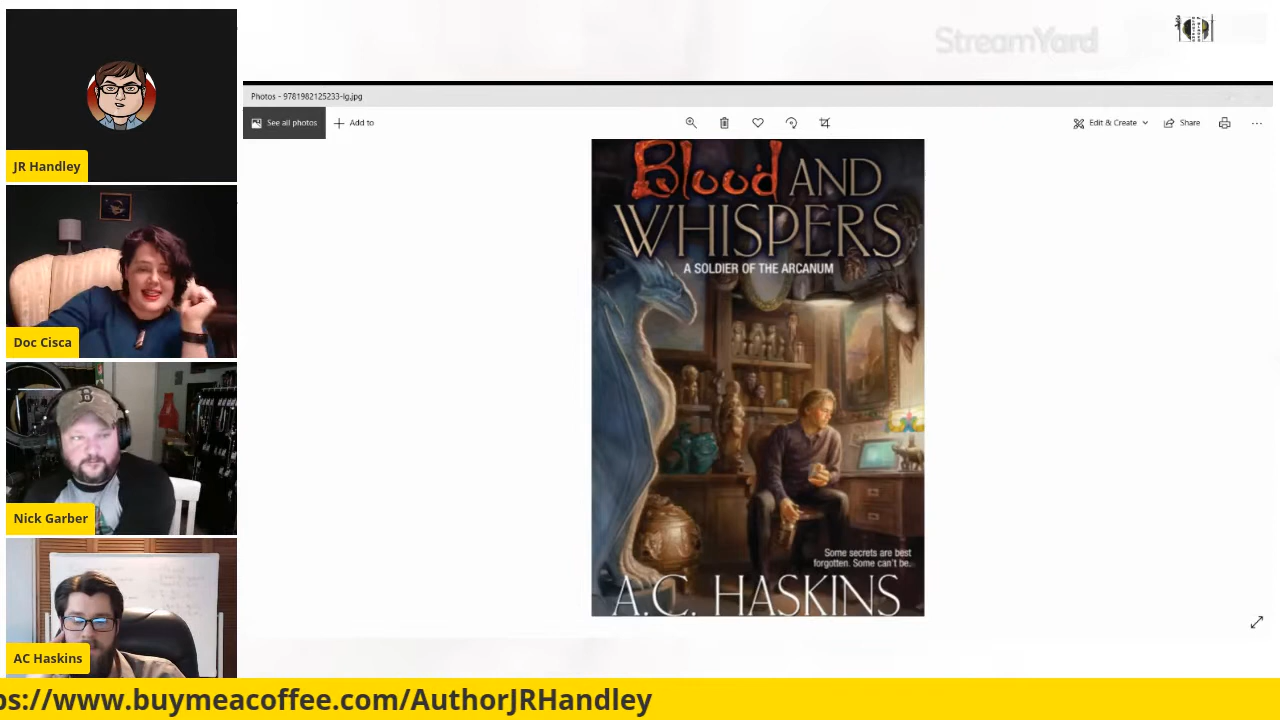 StreamYard
Photos - 9781982125233-lg.jpg
See all photos
Add to
Edit & Create
Share
JR Handley
Doc Cisca
Nick Garber
B
AC Haskins
Blood AND
WHISPERS
A SOLDIER OF THE ARCANUM
Some secrets are best
forgotten. Some can't be.
A.C. HASKINS
ps://www.buymeacoffee.com/AuthorJRHandley